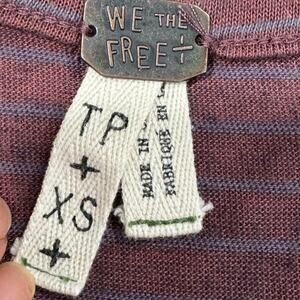 WE THE
FREE
TP
+
XS
+
MADE IN
FABRIQUE EN